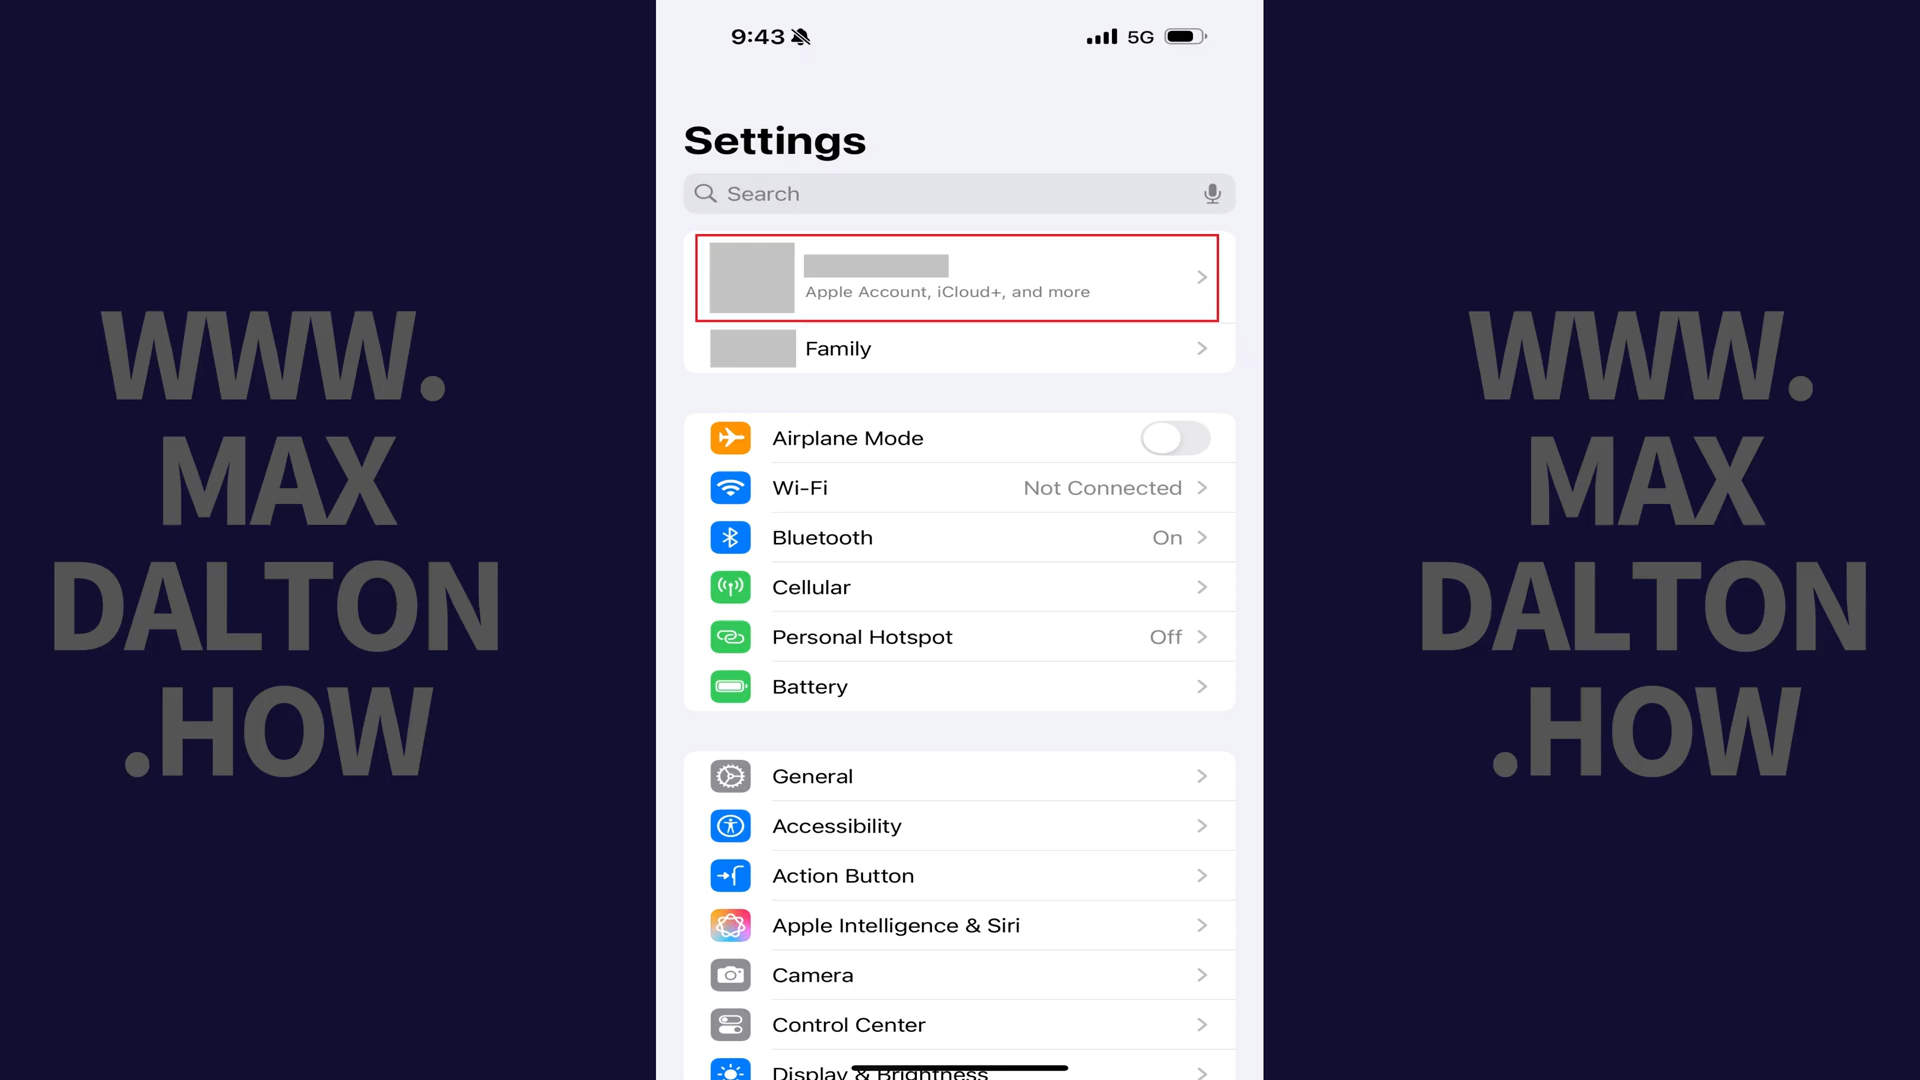 9:43
5G
Settings
Search
Apple Account, iCloud+, and more
Family
Airplane Mode
Wi-Fi Not Connected
Bluetooth On
Cellular
Personal Hotspot Off
Battery
General
Accessibility
Action Button
Apple Intelligence & Siri
Camera
Control Center
Display & Brightness
WWW.
MAX
DALTON
.HOW
WWW.
MAX
DALTON
.HOW